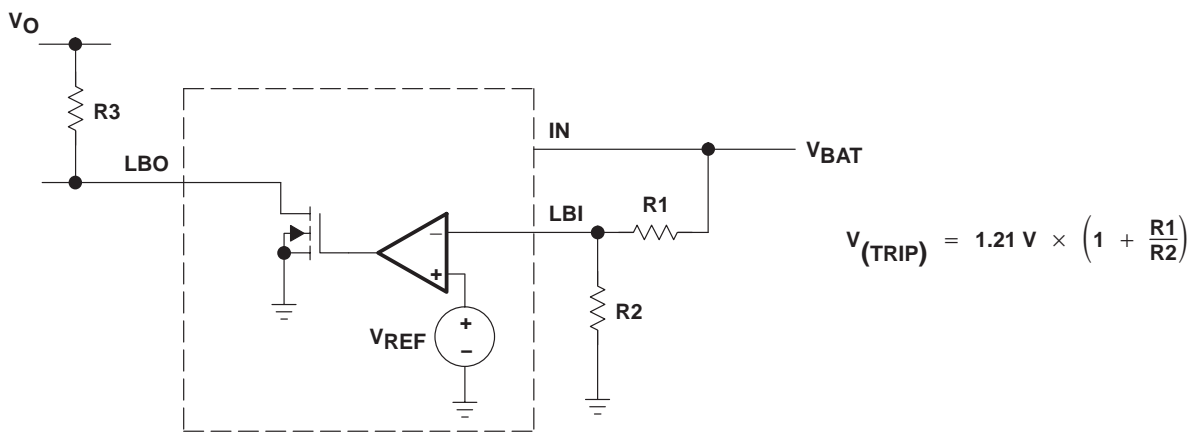 VO
R3
LBO
IN
VBAT
LBI
R1
−
+
R2
VREF
+
−
V(TRIP) = 1.21 V × (1 + R1/R2)